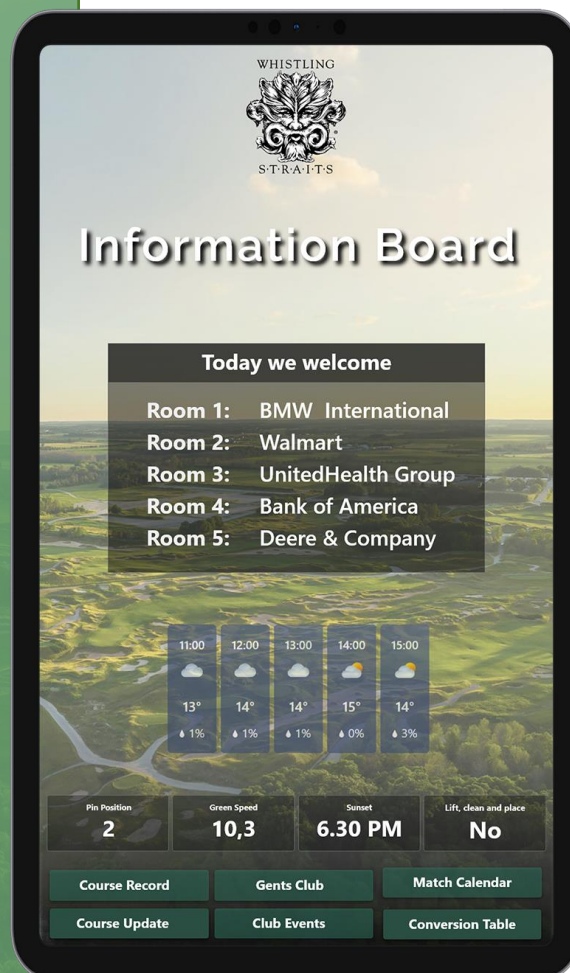 WHISTLING
S·T·R·A·I·T·S
Information Board
Today we welcome
Room 1: BMW International
Room 2: Walmart
Room 3: UnitedHealth Group
Room 4: Bank of America
Room 5: Deere & Company
11:00 12:00 13:00 14:00 15:00
13° 14° 14° 15° 14°
1% 1% 1% 0% 3%
Pin Position Green Speed Sunset Lift, clean and place
2 10,3 6.30 PM No
Course Record Gents Club Match Calendar
Course Update Club Events Conversion Table